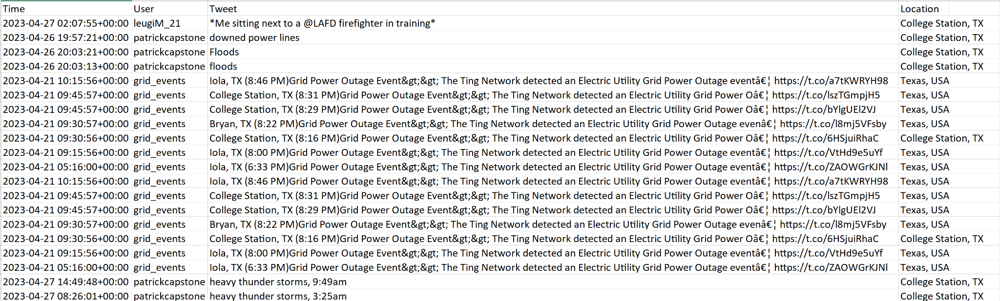 Time User Tweet Location
2023-04-27 02:07:55+00:00 leugiM_21 *Me sitting next to a @LAFD firefighter in training* College Station, TX
2023-04-26 19:57:21+00:00 patrickcapstone downed power lines College Station, TX
2023-04-26 20:03:21+00:00 patrickcapstone Floods College Station, TX
2023-04-26 20:03:13+00:00 patrickcapstone floods College Station, TX
2023-04-21 10:15:56+00:00 grid_events Iola, TX (8:46 PM)Grid Power Outage Event&gt;&gt; The Ting Network detected an Electric Utility Grid Power Outage eventâ€¦ https://t.co/a7tKWRYH98 Texas, USA
2023-04-21 09:45:57+00:00 grid_events College Station, TX (8:31 PM)Grid Power Outage Event&gt;&gt; The Ting Network detected an Electric Utility Grid Power Oâ€¦ https://t.co/lszTGmpjH5 Texas, USA
2023-04-21 09:45:57+00:00 grid_events College Station, TX (8:29 PM)Grid Power Outage Event&gt;&gt; The Ting Network detected an Electric Utility Grid Power Oâ€¦ https://t.co/bYlgUEl2VJ Texas, USA
2023-04-21 09:30:57+00:00 grid_events Bryan, TX (8:22 PM)Grid Power Outage Event&gt;&gt; The Ting Network detected an Electric Utility Grid Power Outage evenâ€¦ https://t.co/l8mj5VFsby Texas, USA
2023-04-21 09:30:56+00:00 grid_events College Station, TX (8:16 PM)Grid Power Outage Event&gt;&gt; The Ting Network detected an Electric Utility Grid Power Oâ€¦ https://t.co/6HSjuiRhaC College Station, TX
2023-04-21 09:15:56+00:00 grid_events Iola, TX (8:00 PM)Grid Power Outage Event&gt;&gt; The Ting Network detected an Electric Utility Grid Power Outage eventâ€¦ https://t.co/VtHd9e5uYf Texas, USA
2023-04-21 05:16:00+00:00 grid_events Iola, TX (6:33 PM)Grid Power Outage Event&gt;&gt; The Ting Network detected an Electric Utility Grid Power Outage eventâ€¦ https://t.co/ZAOWGrKJNl Texas, USA
2023-04-21 10:15:56+00:00 grid_events Iola, TX (8:46 PM)Grid Power Outage Event&gt;&gt; The Ting Network detected an Electric Utility Grid Power Outage eventâ€¦ https://t.co/a7tKWRYH98 Texas, USA
2023-04-21 09:45:57+00:00 grid_events College Station, TX (8:31 PM)Grid Power Outage Event&gt;&gt; The Ting Network detected an Electric Utility Grid Power Oâ€¦ https://t.co/lszTGmpjH5 Texas, USA
2023-04-21 09:45:57+00:00 grid_events College Station, TX (8:29 PM)Grid Power Outage Event&gt;&gt; The Ting Network detected an Electric Utility Grid Power Oâ€¦ https://t.co/bYlgUEl2VJ Texas, USA
2023-04-21 09:30:57+00:00 grid_events Bryan, TX (8:22 PM)Grid Power Outage Event&gt;&gt; The Ting Network detected an Electric Utility Grid Power Outage evenâ€¦ https://t.co/l8mj5VFsby Texas, USA
2023-04-21 09:30:56+00:00 grid_events College Station, TX (8:16 PM)Grid Power Outage Event&gt;&gt; The Ting Network detected an Electric Utility Grid Power Oâ€¦ https://t.co/6HSjuiRhaC College Station, TX
2023-04-21 09:15:56+00:00 grid_events Iola, TX (8:00 PM)Grid Power Outage Event&gt;&gt; The Ting Network detected an Electric Utility Grid Power Outage eventâ€¦ https://t.co/VtHd9e5uYf Texas, USA
2023-04-21 05:16:00+00:00 grid_events Iola, TX (6:33 PM)Grid Power Outage Event&gt;&gt; The Ting Network detected an Electric Utility Grid Power Outage eventâ€¦ https://t.co/ZAOWGrKJNl Texas, USA
2023-04-27 14:49:48+00:00 patrickcapstone heavy thunder storms, 9:49am College Station, TX
2023-04-27 08:26:01+00:00 patrickcapstone heavy thunder storms, 3:25am College Station, TX